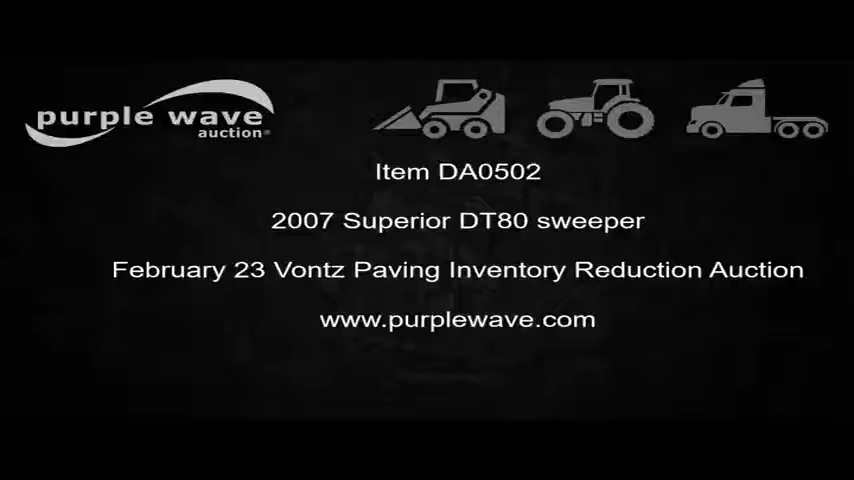 purple wave
auction®
Item DA0502
2007 Superior DT80 sweeper
February 23 Vontz Paving Inventory Reduction Auction
www.purplewave.com